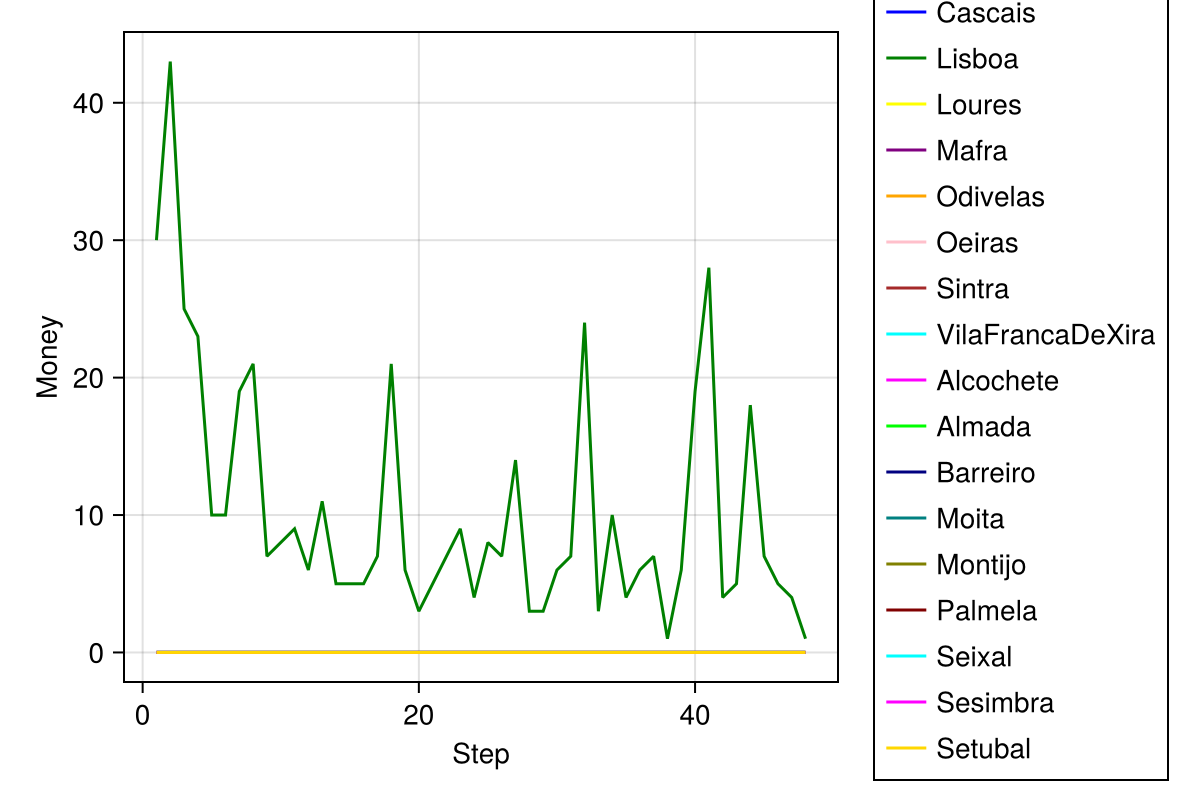 40
30
20
10
0
Money
0 20 40
Step
Cascais
Lisboa
Loures
Mafra
Odivelas
Oeiras
Sintra
VilaFrancaDeXira
Alcochete
Almada
Barreiro
Moita
Montijo
Palmela
Seixal
Sesimbra
Setubal